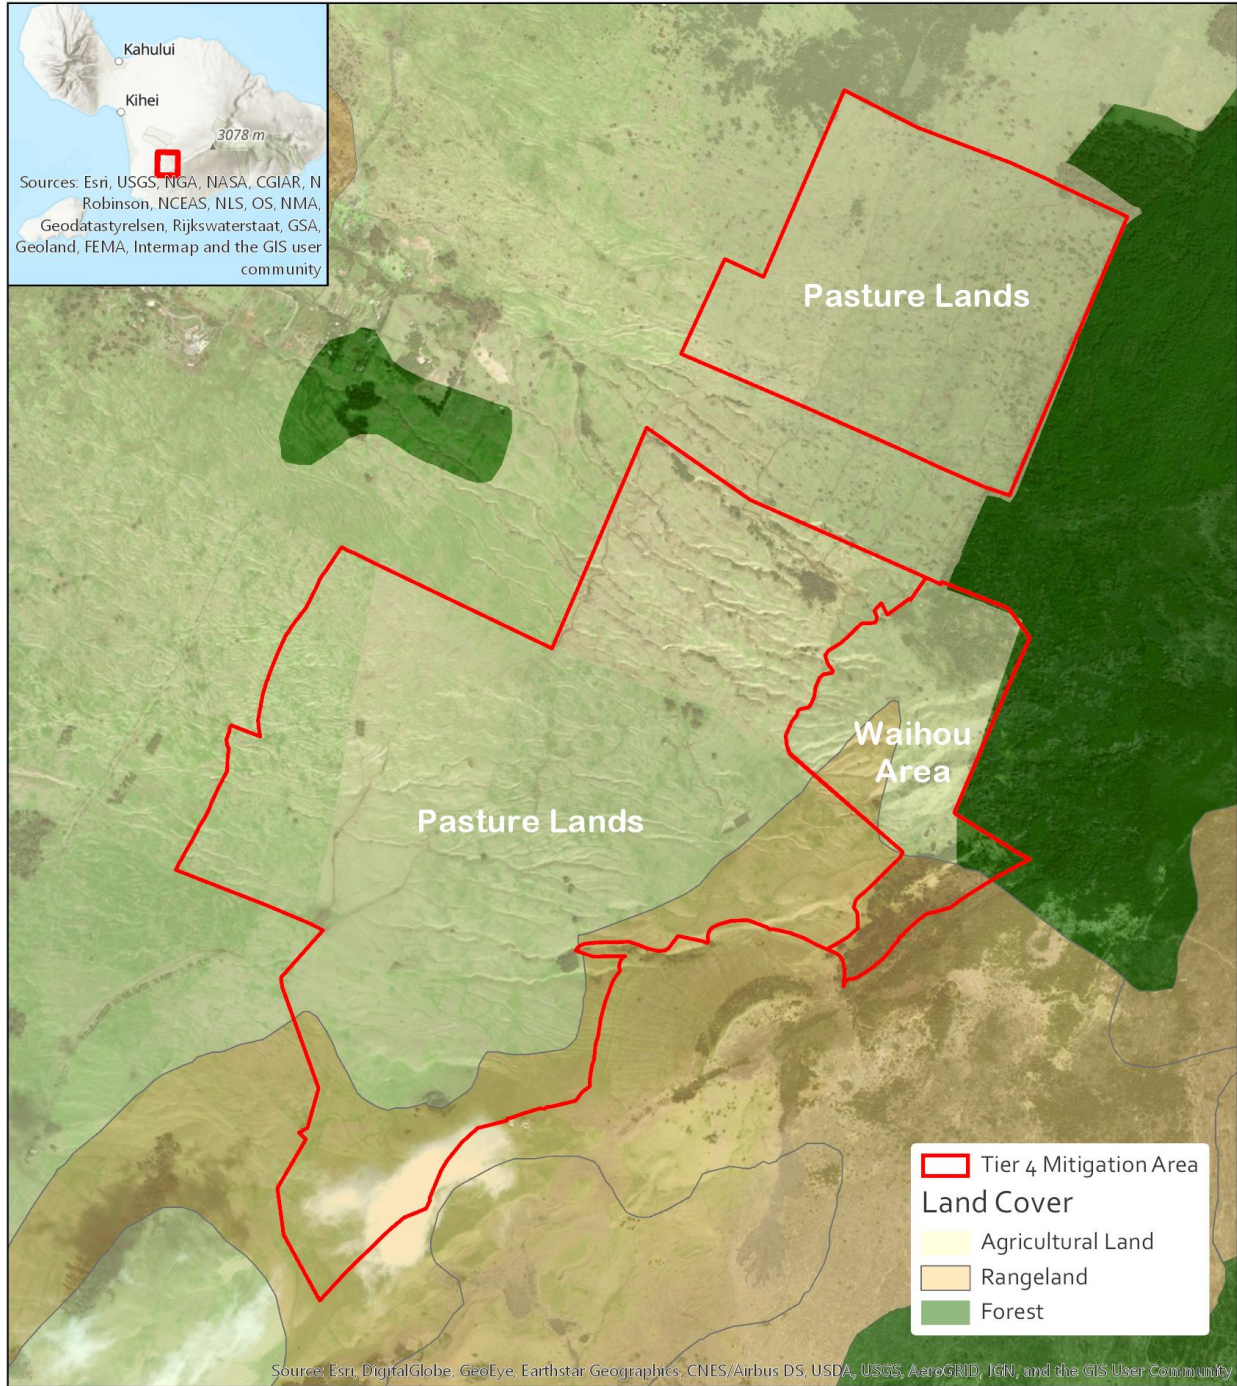 Kahului
Kihei
3078 m
Sources: Esri, USGS, NGA, NASA, CGIAR, N
Robinson, NCEAS, NLS, OS, NMA,
Geodatastyrelsen, Rijkswaterstaat, GSA,
Geoland, FEMA, Intermap and the GIS user
community
Pasture Lands
Waihou
Area
Pasture Lands
Tier 4 Mitigation Area
Land Cover
Agricultural Land
Rangeland
Forest
Source: Esri, DigitalGlobe, GeoEye, Earthstar Geographics, CNES/Airbus DS, USDA, USGS, AeroGRID, IGN, and the GIS User Community